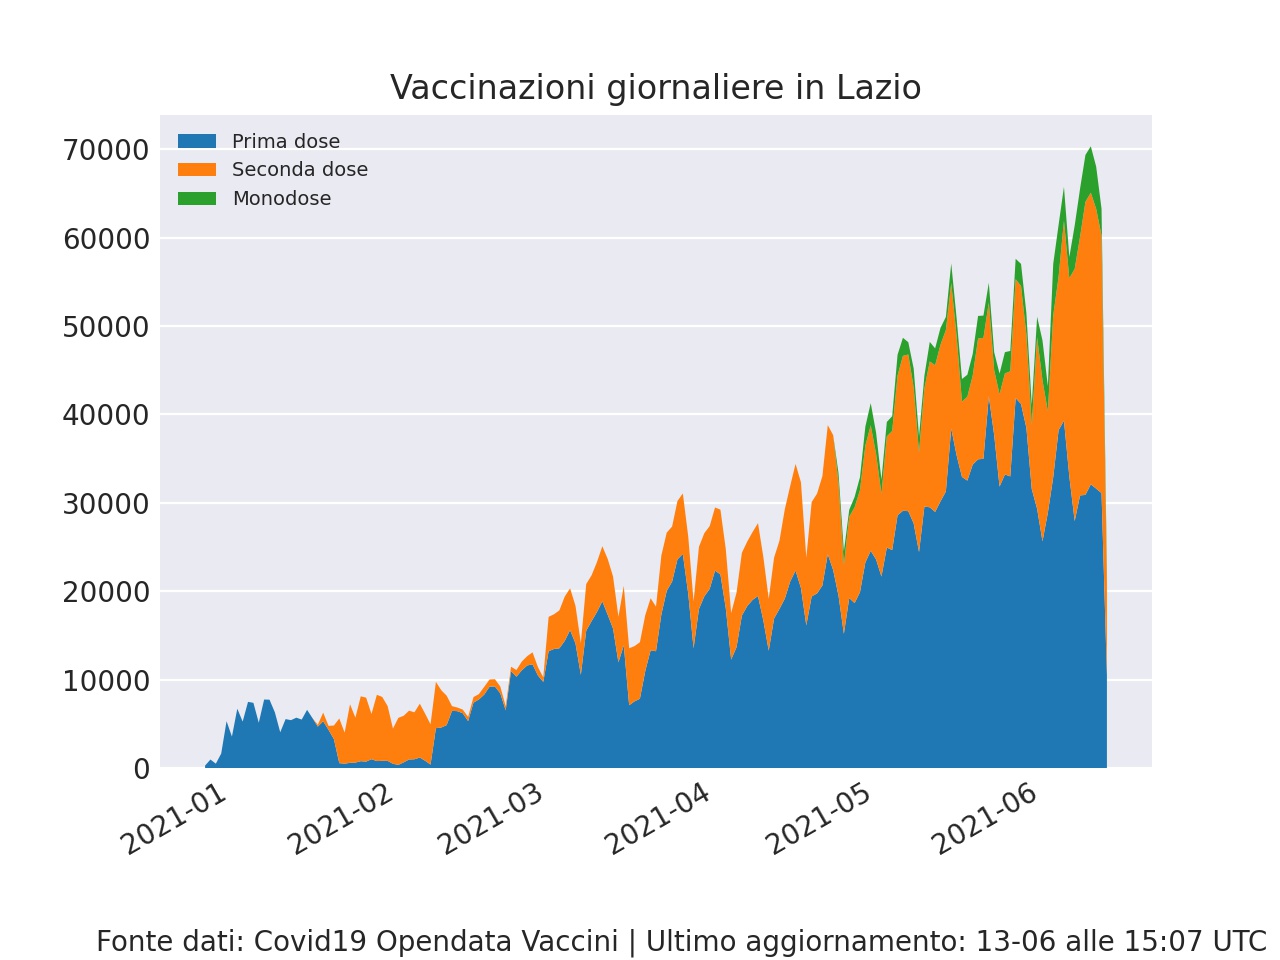 Vaccinazioni giornaliere in Lazio
Prima dose
Seconda dose
Monodose
70000
60000
50000
40000
30000
20000
10000
0
2021-01
2021-02
2021-03
2021-04
2021-05
2021-06
Fonte dati: Covid19 Opendata Vaccini | Ultimo aggiornamento: 13-06 alle 15:07 UTC